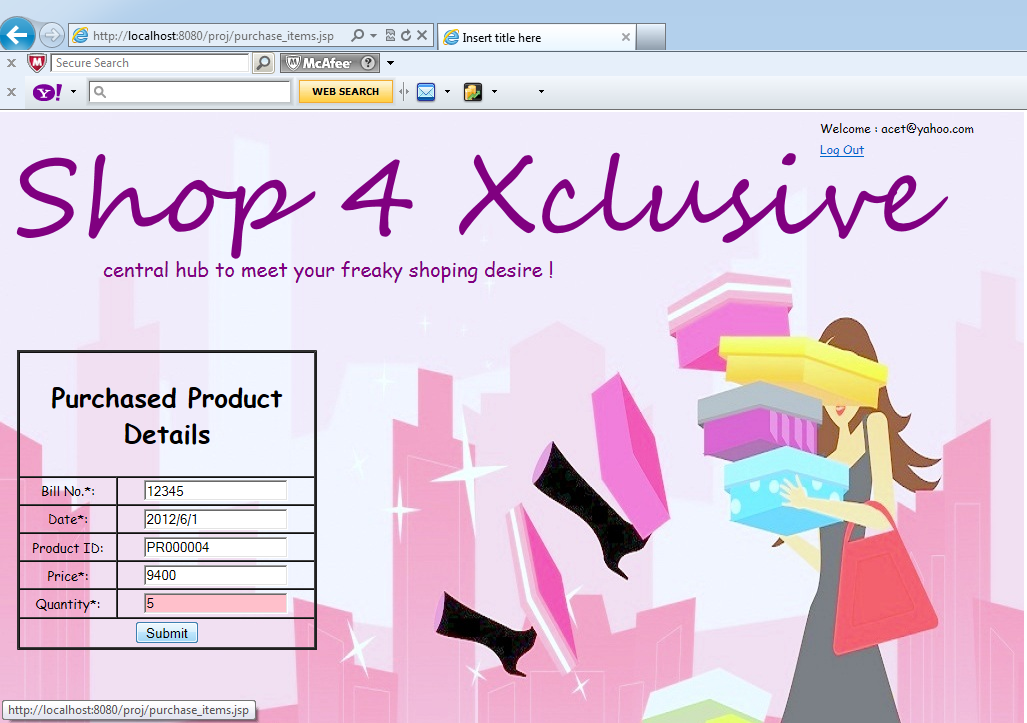 http://localhost:8080/proj/purchase_items.jsp
Insert title here
Secure Search
McAfee
Y!
WEB SEARCH
Welcome : acet@yahoo.com
Log Out
Shop 4 Xclusive
central hub to meet your freaky shoping desire !
Purchased Product
Details
Bill No.*: 12345
Date*: 2012/6/1
Product ID: PR000004
Price*: 9400
Quantity*: 5
Submit
http://localhost:8080/proj/purchase_items.jsp